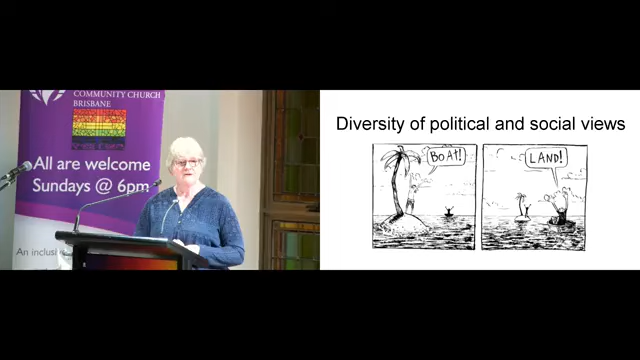 COMMUNITY CHURCH
BRISBANE
All are welcome
Sundays @ 6pm
An inclusi
Diversity of political and social views
BOAT!
LAND!